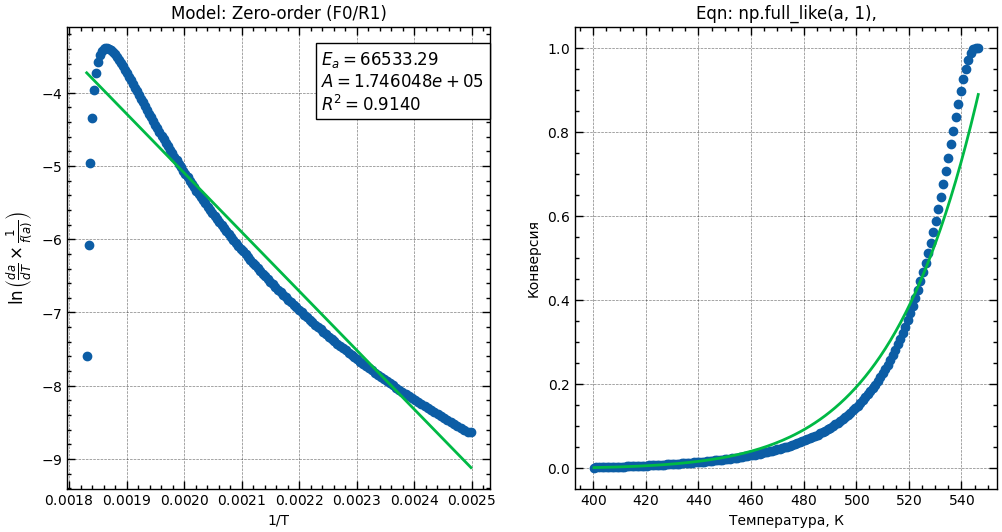 Model: Zero-order (F0/R1)
Eqn: np.full_like(a, 1),
E_a = 66533.29
A = 1.746048e + 05
R^2 = 0.9140
ln (da/dT × 1/f(a))
−4
−5
−6
−7
−8
−9
0.0018 0.0019 0.0020 0.0021 0.0022 0.0023 0.0024 0.0025
1/T
Конверсия
1.0
0.8
0.6
0.4
0.2
0.0
400 420 440 460 480 500 520 540
Температура, К